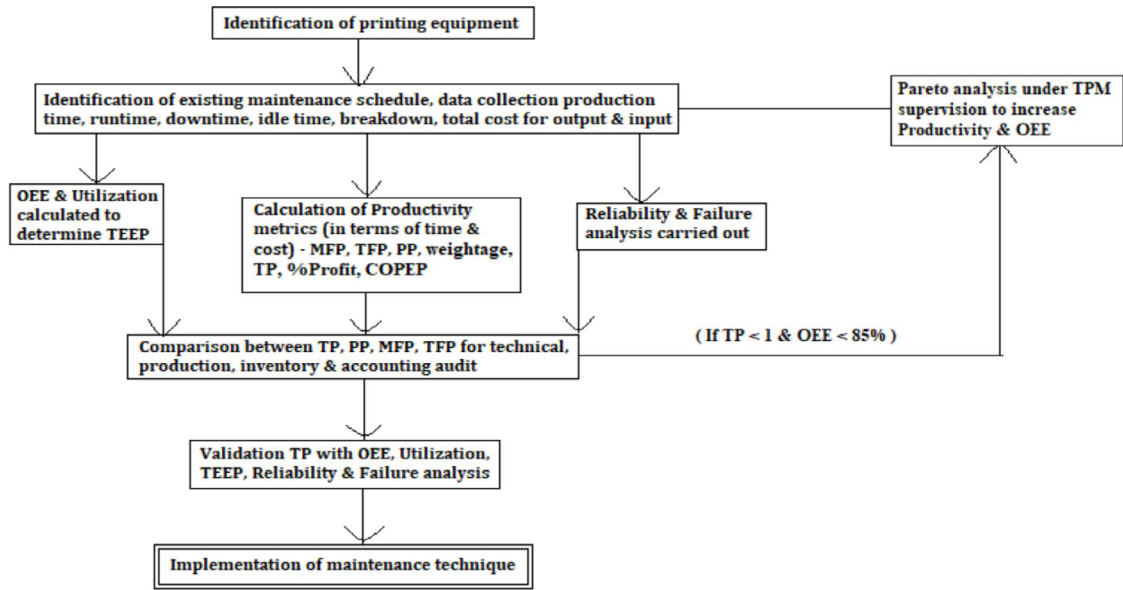 Identification of printing equipment
Identification of existing maintenance schedule, data collection production
time, runtime, downtime, idle time, breakdown, total cost for output & input
Pareto analysis under TPM
supervision to increase
Productivity & OEE
OEE & Utilization
calculated to
determine TEEP
Calculation of Productivity
metrics (in terms of time &
cost) - MFP, TFP, PP, weightage,
TP, %Profit, COPEP
Reliability & Failure
analysis carried out
( If TP < 1 & OEE < 85% )
Comparison between TP, PP, MFP, TFP for technical,
production, inventory & accounting audit
Validation TP with OEE, Utilization,
TEEP, Reliability & Failure analysis
Implementation of maintenance technique